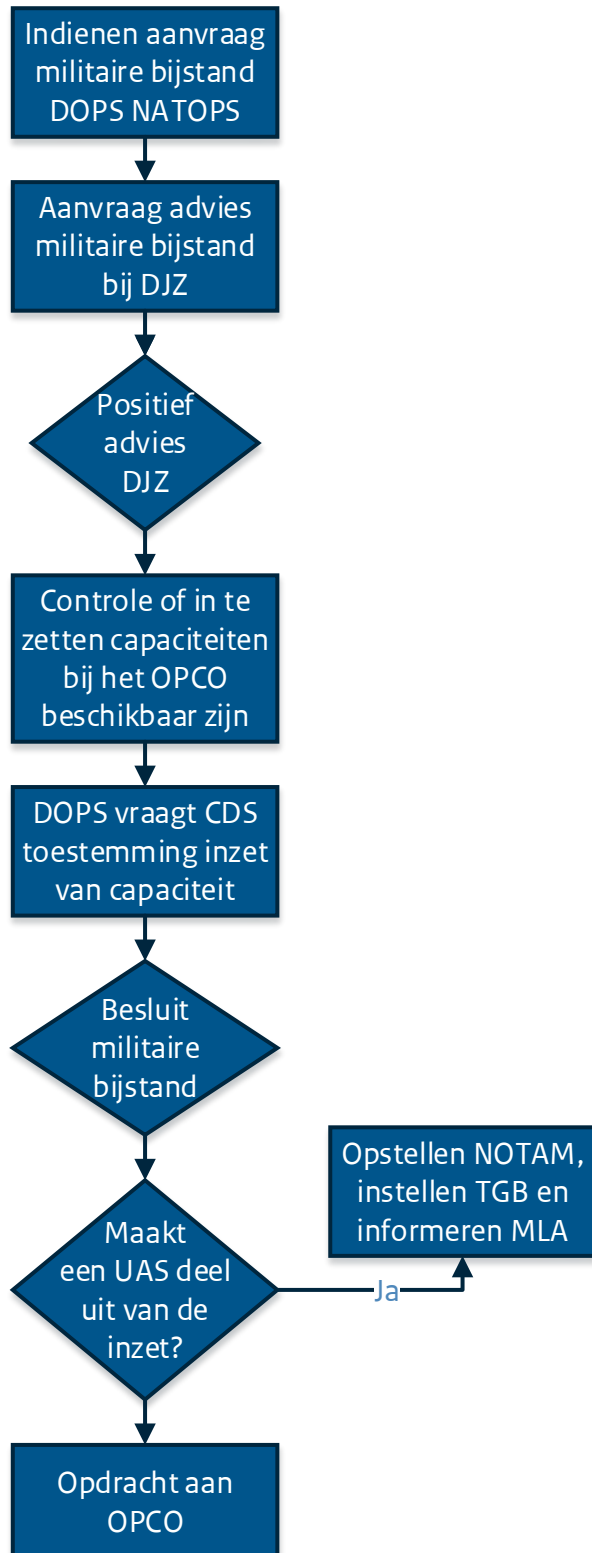 Indienen aanvraag
militaire bijstand
DOPS NATOPS
Aanvraag advies
militaire bijstand
bij DJZ
Positief
advies
DJZ
Controle of in te
zetten capaciteiten
bij het OPCO
beschikbaar zijn
DOPS vraagt CDS
toestemming inzet
van capaciteit
Besluit
militaire
bijstand
Maakt
een UAS deel
uit van de
inzet?
Ja
Opstellen NOTAM,
instellen TGB en
informeren MLA
Opdracht aan
OPCO